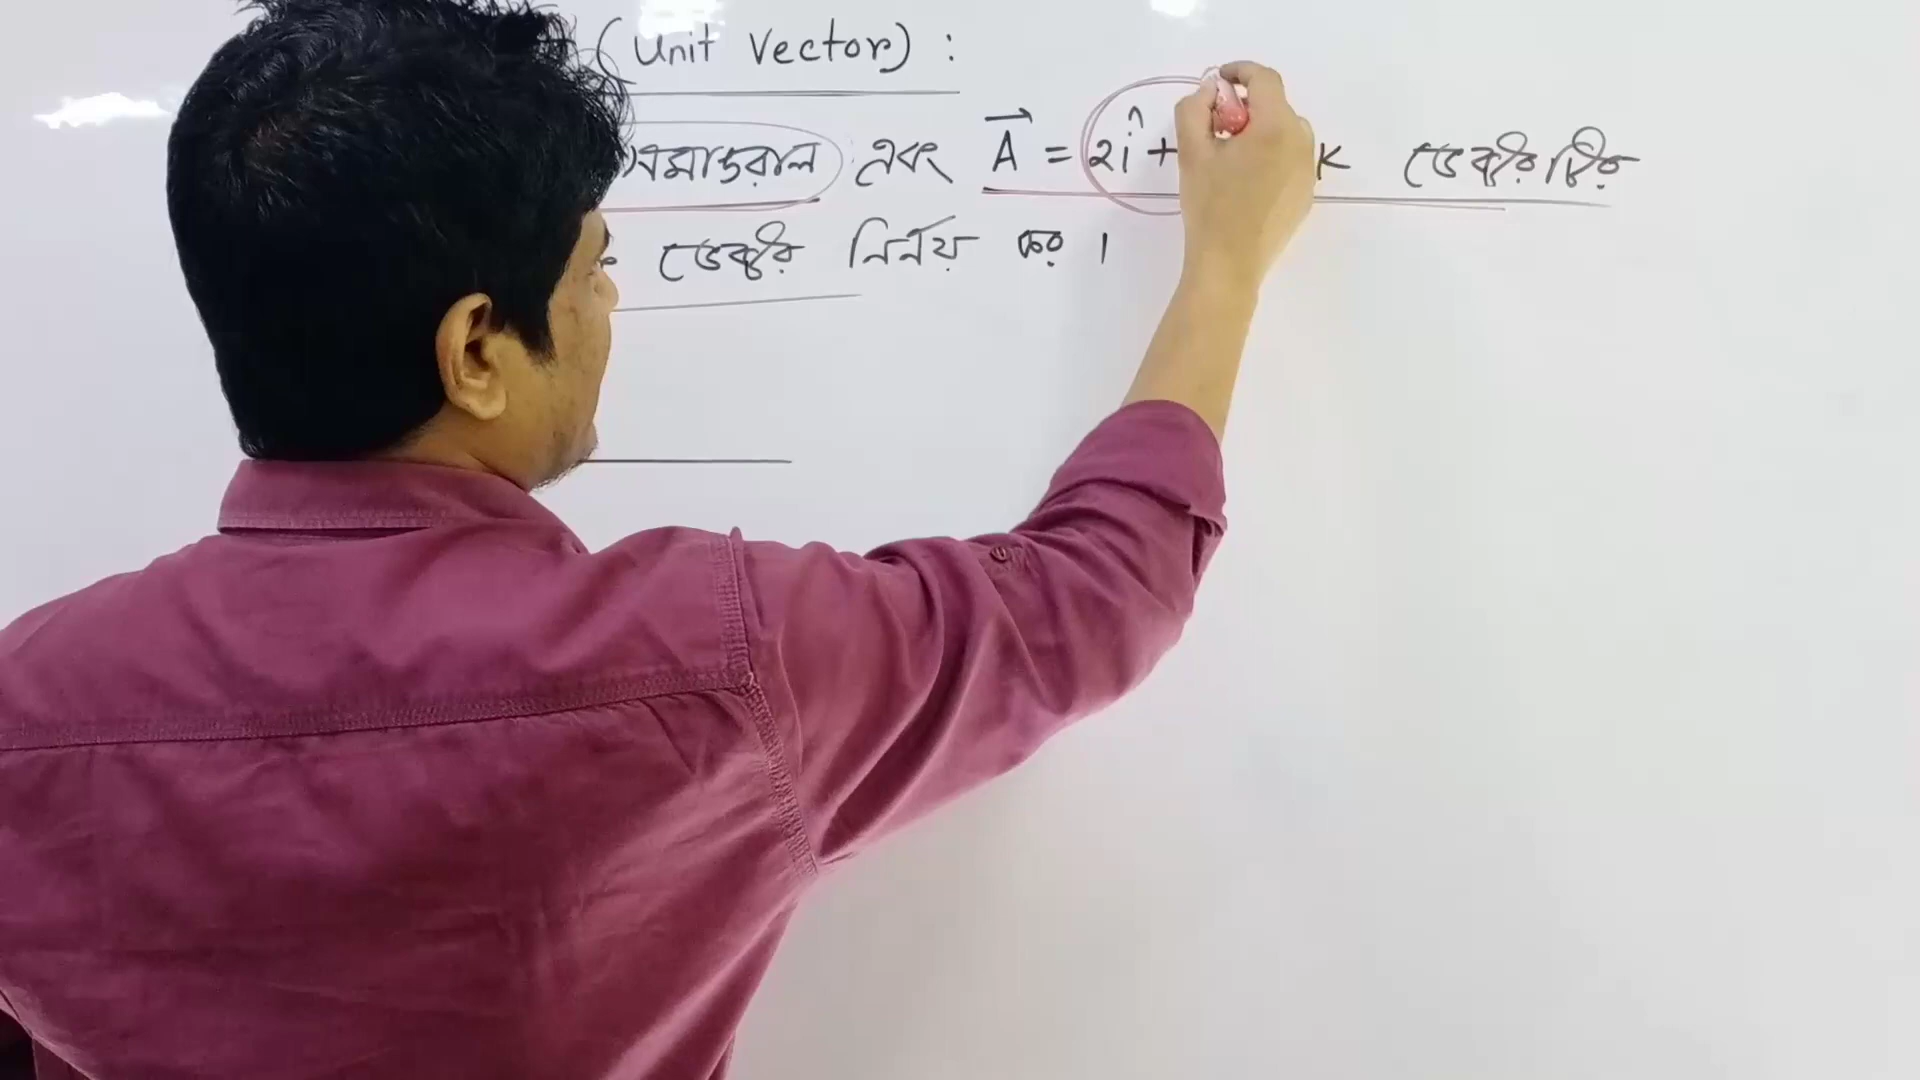 (Unit Vector) :
সমান্তরাল এবং A⃗ = 2î + k ভেক্টরটির
ভেক্টর নির্ণয় কর ।